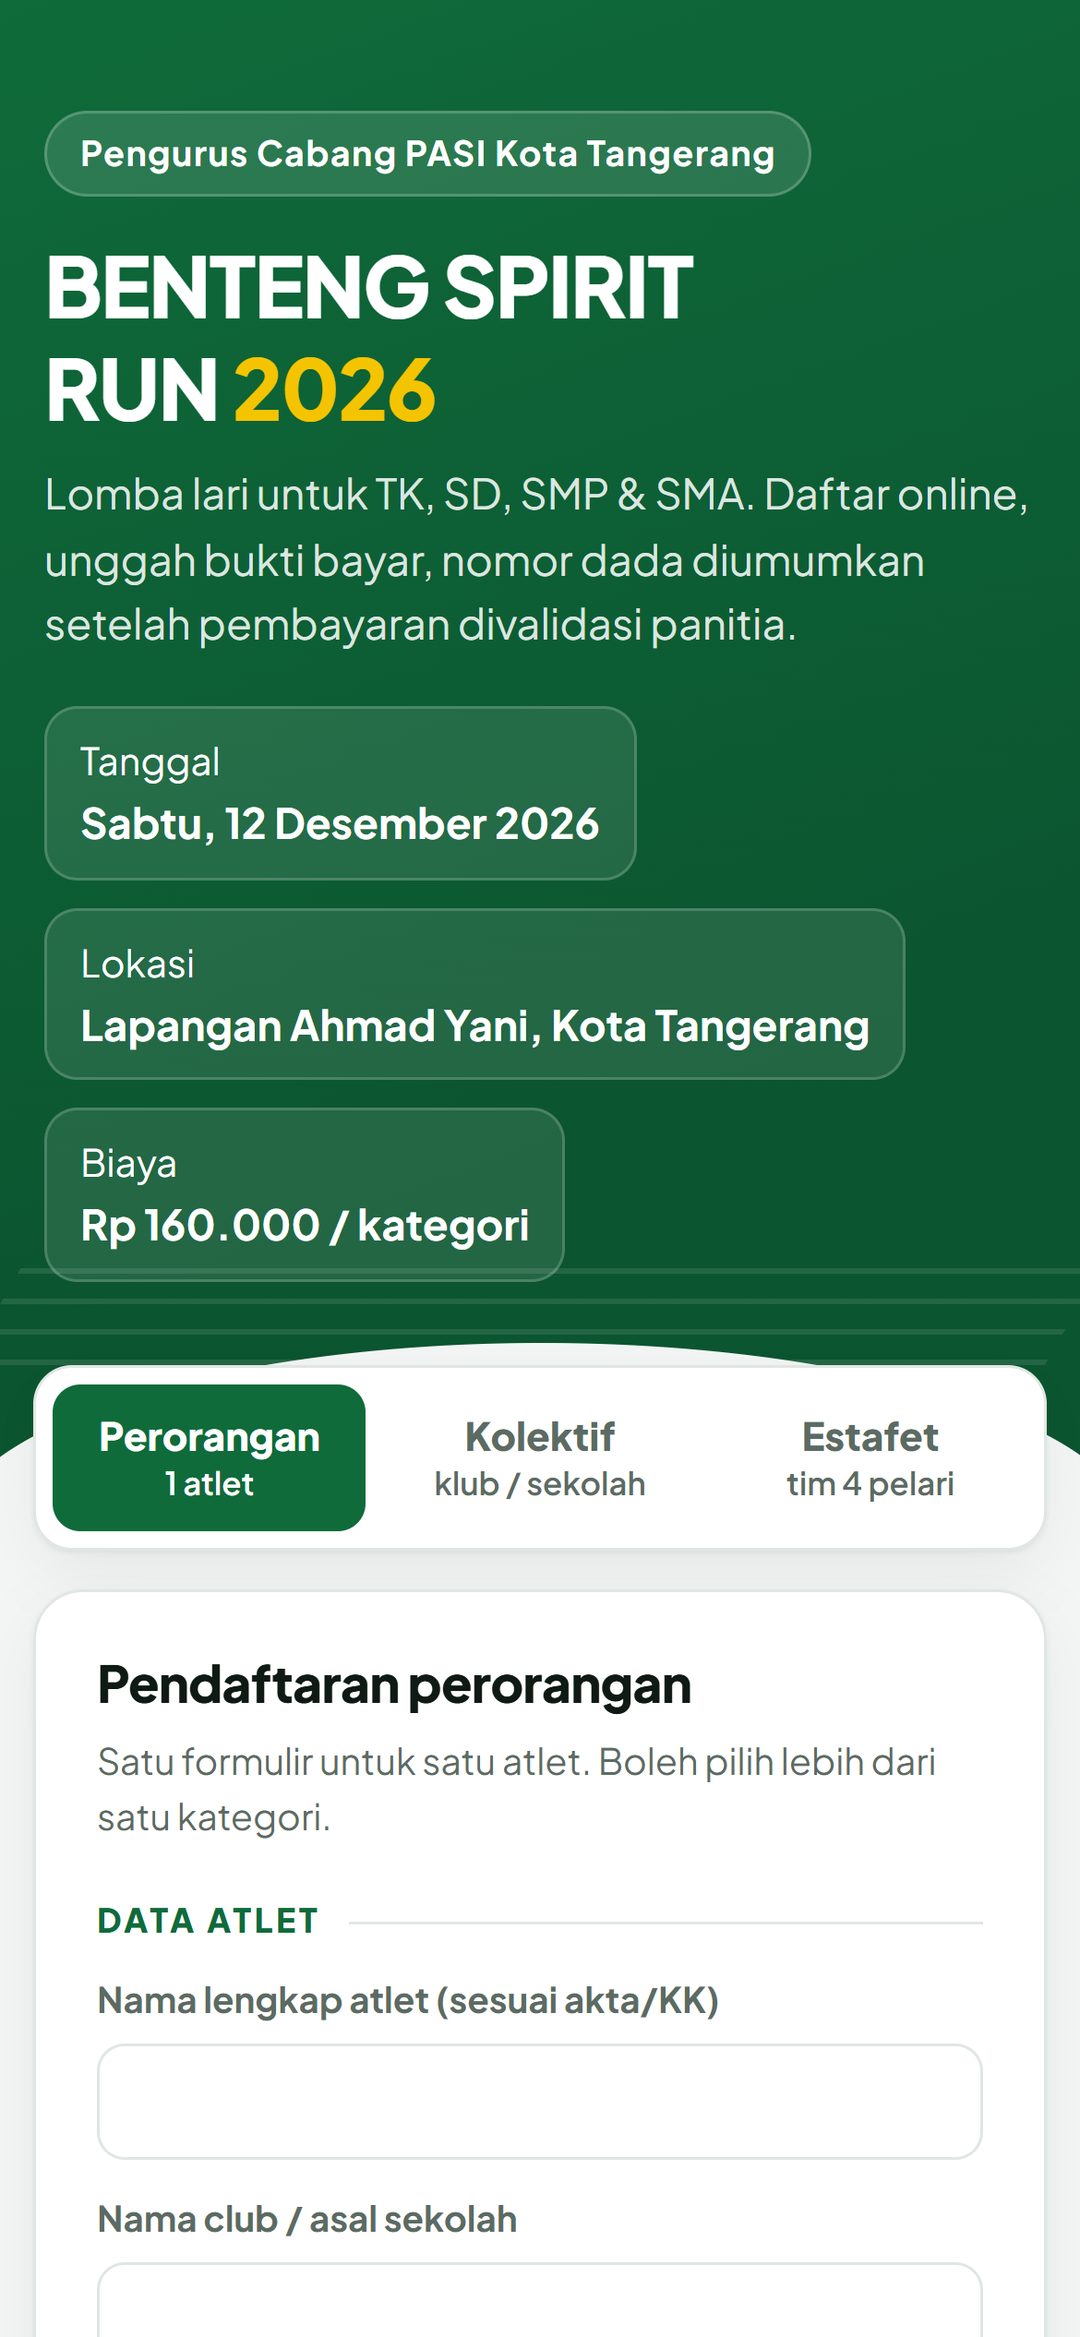 Pengurus Cabang PASI Kota Tangerang
BENTENG SPIRIT
RUN 2026
Lomba lari untuk TK, SD, SMP & SMA. Daftar online,
unggah bukti bayar, nomor dada diumumkan
setelah pembayaran divalidasi panitia.
Tanggal
Sabtu, 12 Desember 2026
Lokasi
Lapangan Ahmad Yani, Kota Tangerang
Biaya
Rp 160.000 / kategori
Perorangan
1 atlet
Kolektif
klub / sekolah
Estafet
tim 4 pelari
Pendaftaran perorangan
Satu formulir untuk satu atlet. Boleh pilih lebih dari
satu kategori.
DATA ATLET
Nama lengkap atlet (sesuai akta/KK)
Nama club / asal sekolah